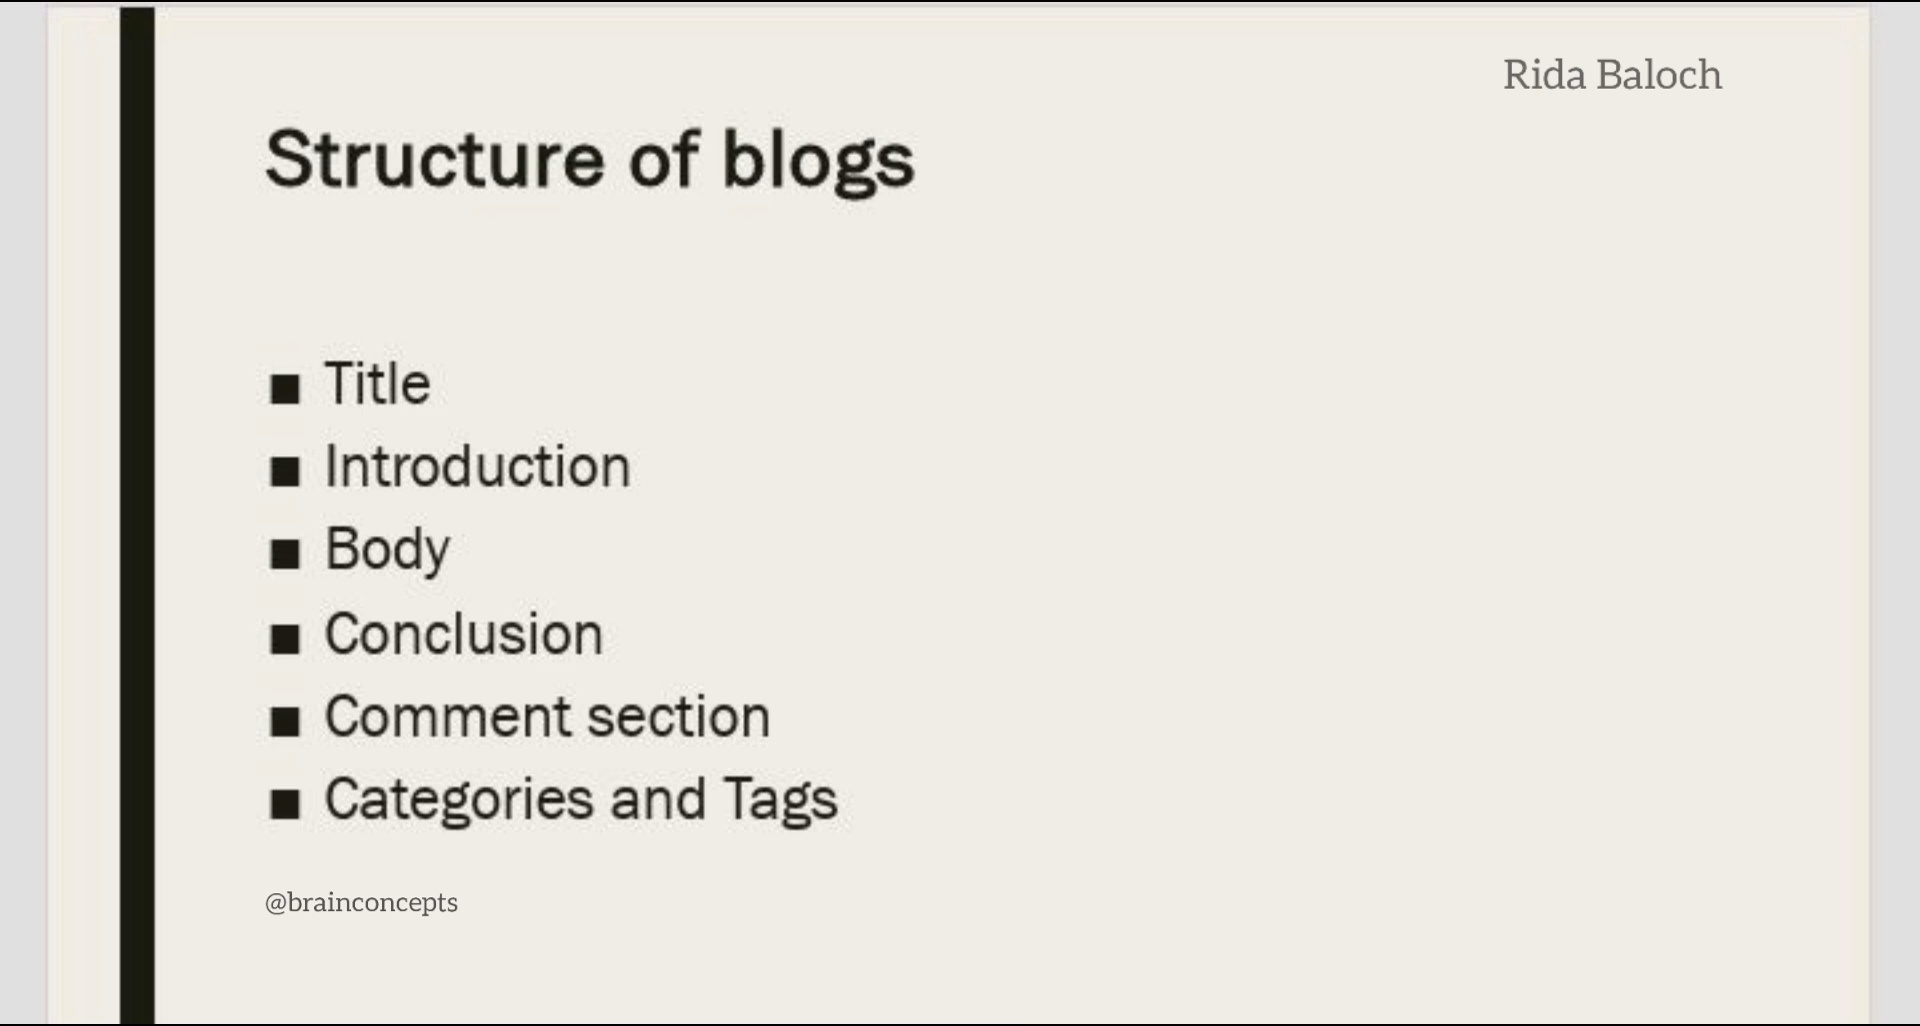 Rida Baloch
Structure of blogs
■ Title
■ Introduction
■ Body
■ Conclusion
■ Comment section
■ Categories and Tags
@brainconcepts